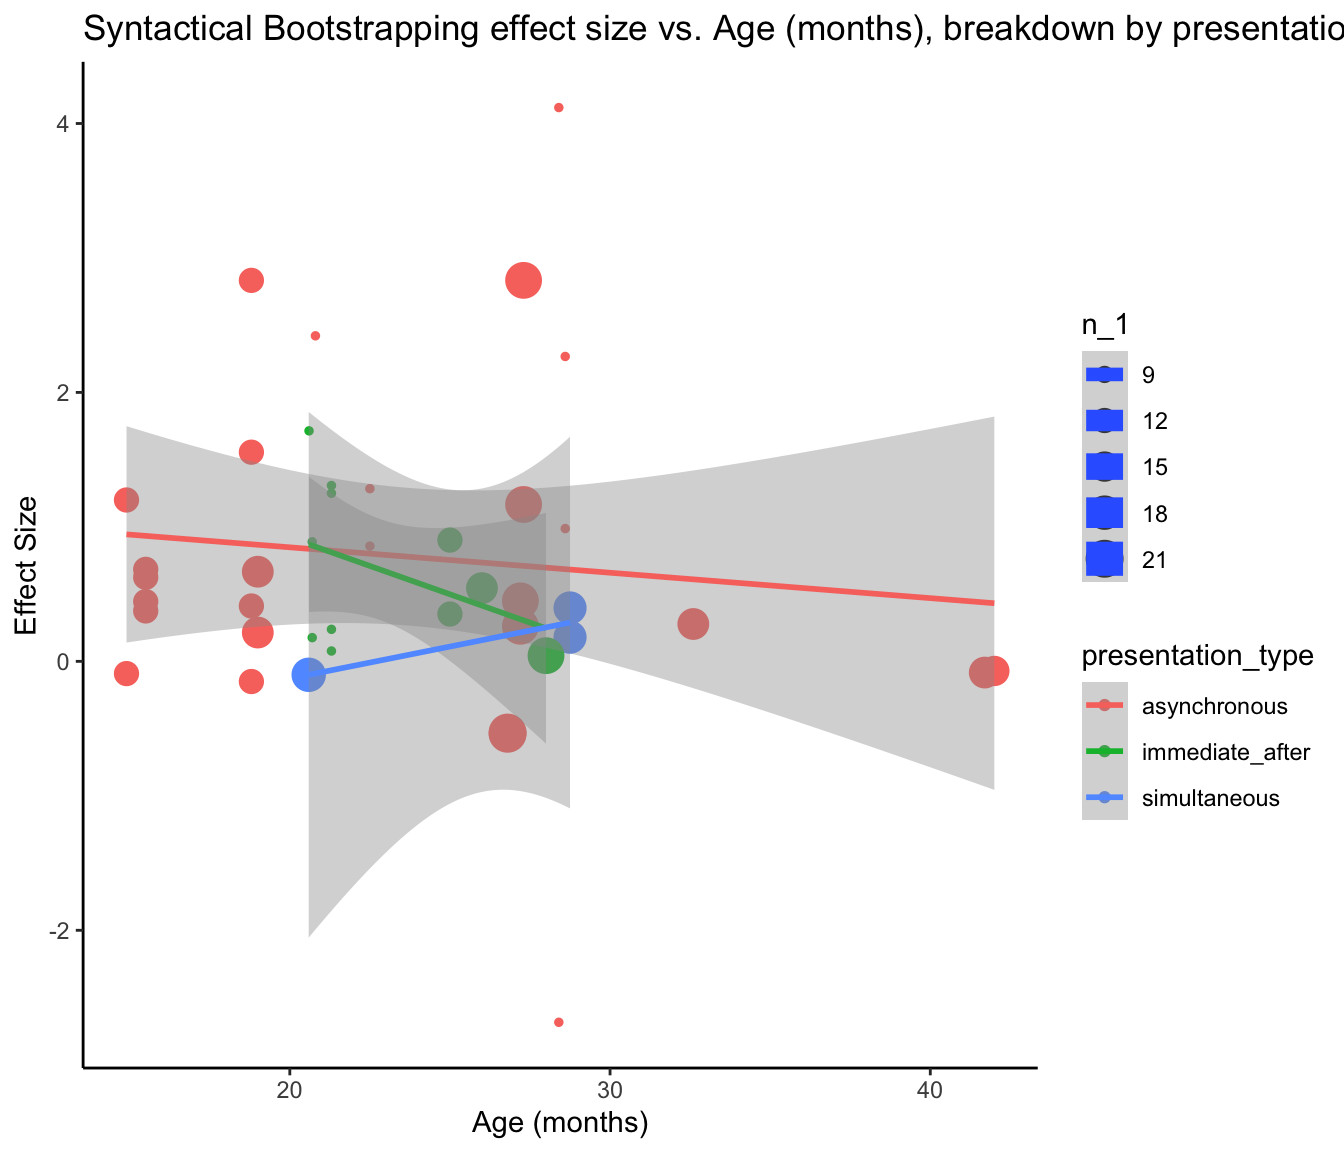 Syntactical Bootstrapping effect size vs. Age (months), breakdown by
4
2
0
-2
Effect Size
20
30
40
Age (months)
n_1
9
12
15
18
21
presentation_type
asynchronous
immediate_after
simultaneous